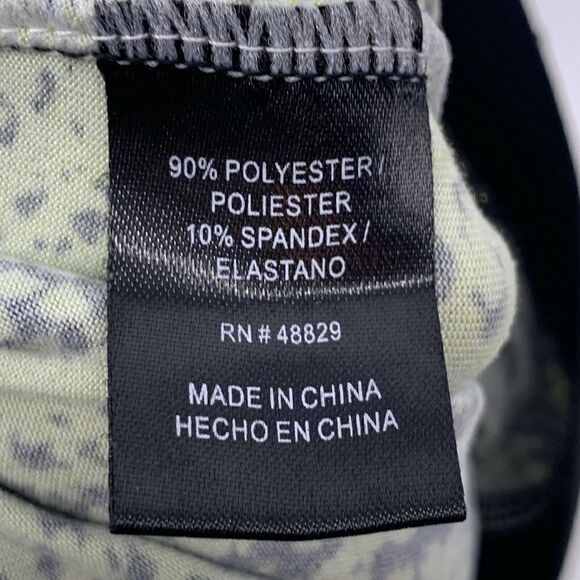 90% POLYESTER/
POLIESTER
10% SPANDEX/
ELASTANO
RN # 48829
MADE IN CHINA
HECHO EN CHINA